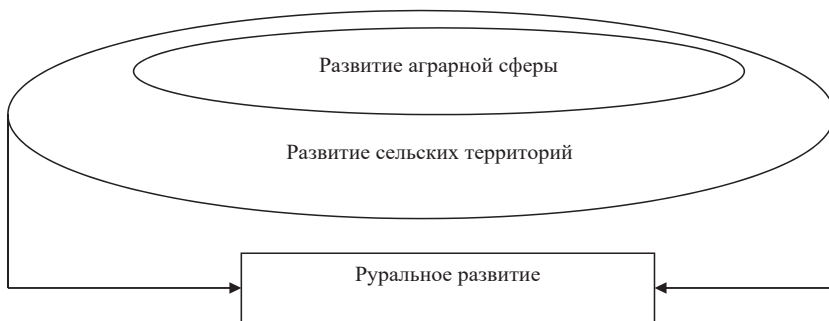 Развитие аграрной сферы
Развитие сельских территорий
Руральное развитие